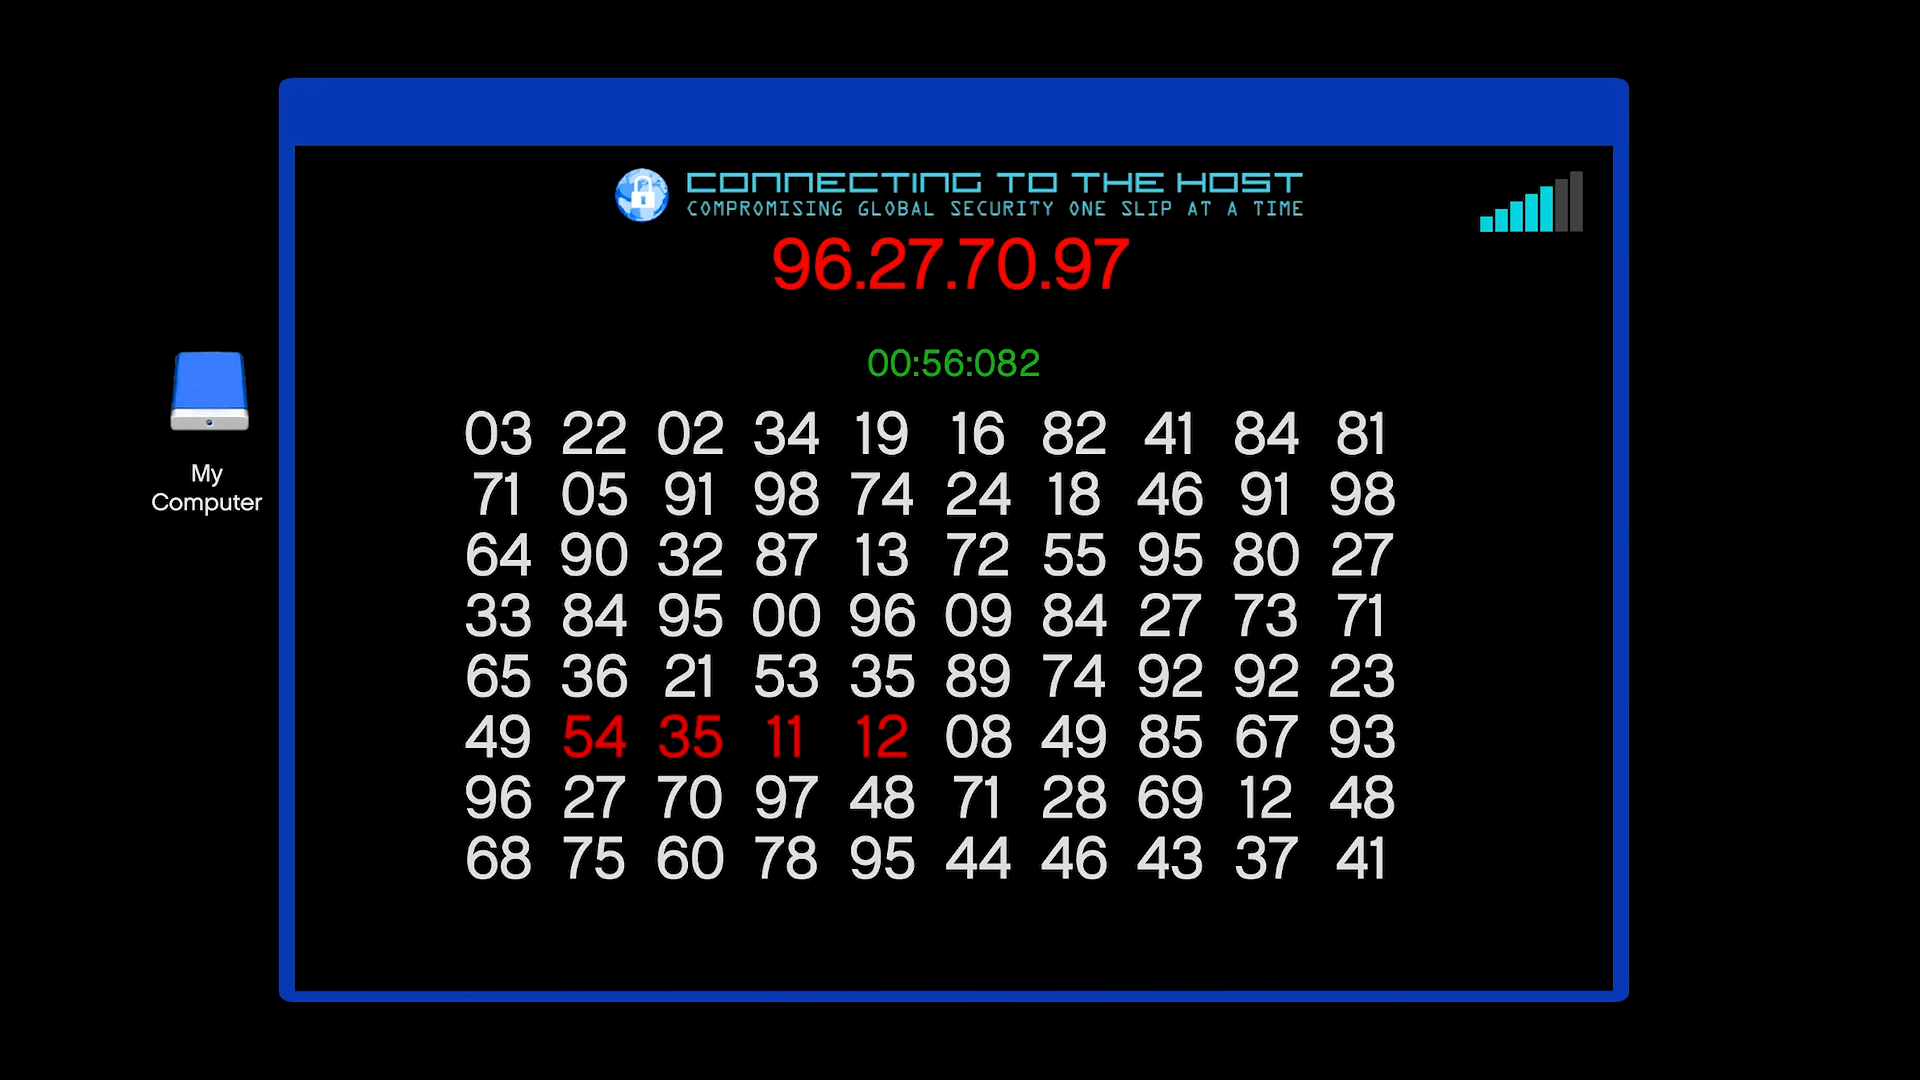 CONNECTING TO THE HOST
COMPROMISING GLOBAL SECURITY ONE SLIP AT A TIME
96.27.70.97
00:56:082
03 22 02 34 19 16 82 41 84 81
71 05 91 98 74 24 18 46 91 98
64 90 32 87 13 72 55 95 80 27
33 84 95 00 96 09 84 27 73 71
65 36 21 53 35 89 74 92 92 23
49 54 35 11 12 08 49 85 67 93
96 27 70 97 48 71 28 69 12 48
68 75 60 78 95 44 46 43 37 41
My
Computer